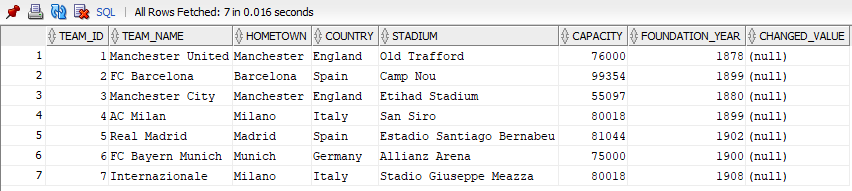 SQL | All Rows Fetched: 7 in 0.016 seconds
TEAM_ID TEAM_NAME HOMETOWN COUNTRY STADIUM CAPACITY FOUNDATION_YEAR CHANGED_VALUE
1 1 Manchester United Manchester England Old Trafford 76000 1878 (null)
2 2 FC Barcelona Barcelona Spain Camp Nou 99354 1899 (null)
3 3 Manchester City Manchester England Etihad Stadium 55097 1880 (null)
4 4 AC Milan Milano Italy San Siro 80018 1899 (null)
5 5 Real Madrid Madrid Spain Estadio Santiago Bernabeu 81044 1902 (null)
6 6 FC Bayern Munich Munich Germany Allianz Arena 75000 1900 (null)
7 7 Internazionale Milano Italy Stadio Giuseppe Meazza 80018 1908 (null)